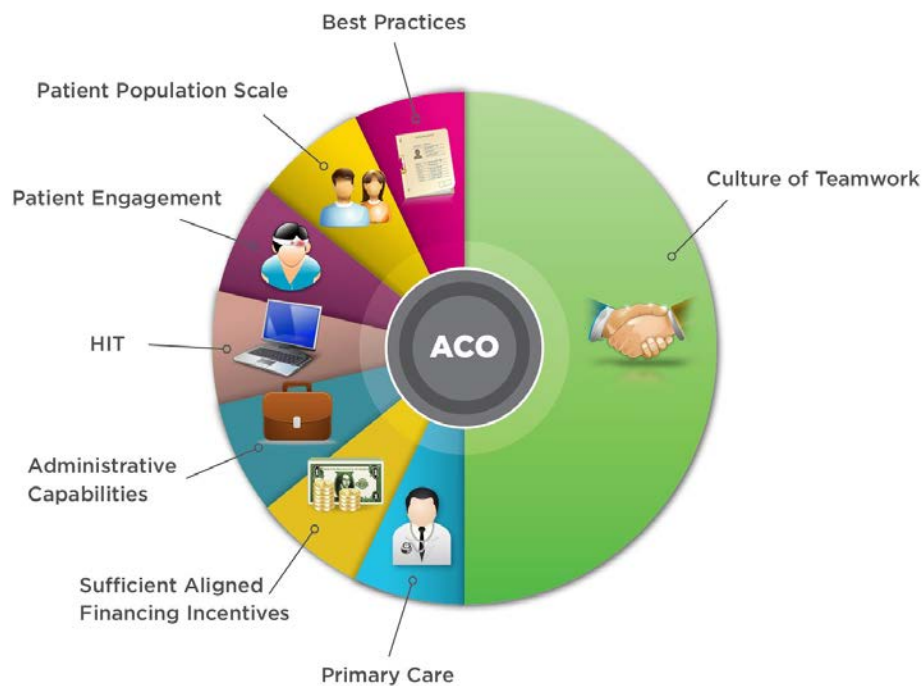 Best Practices
Patient Population Scale
Patient Engagement
Culture of Teamwork
HIT
ACO
Administrative
Capabilities
Sufficient Aligned
Financing Incentives
Primary Care